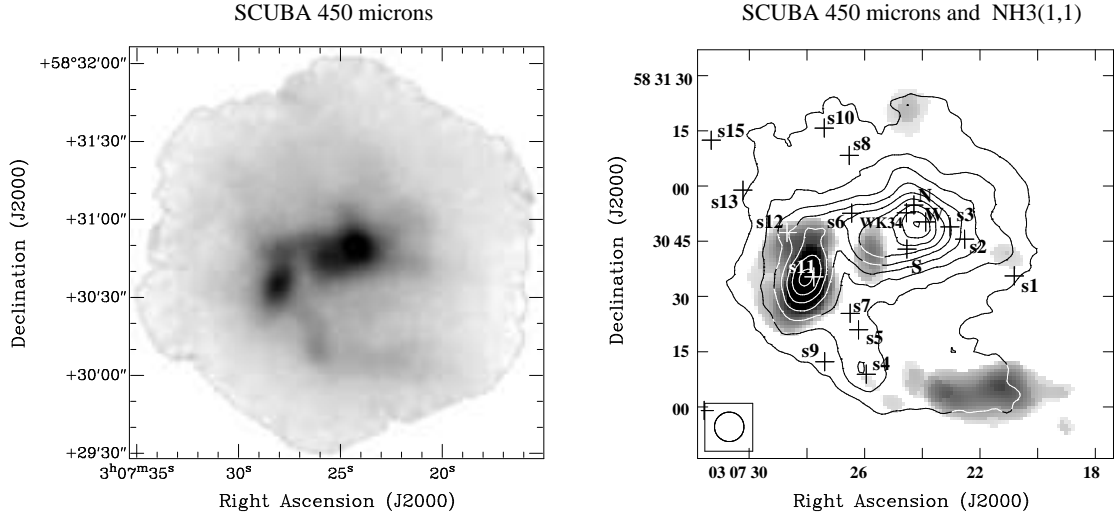 SCUBA 450 microns
SCUBA 450 microns and NH3(1,1)
+58°32′00″
+31′30″
+31′00″
+30′30″
+30′00″
+29′30″
Declination (J2000)
3ʰ07ᵐ35ˢ
30ˢ
25ˢ
20ˢ
Right Ascension (J2000)
58 31 30
15
00
30 45
30
15
00
Declination (J2000)
s15
s10
s8
s13
s12
s6
N
WK34
W
s3
s2
S
s11
s1
s7
s5
s9
s4
03 07 30
26
22
18
Right Ascension (J2000)